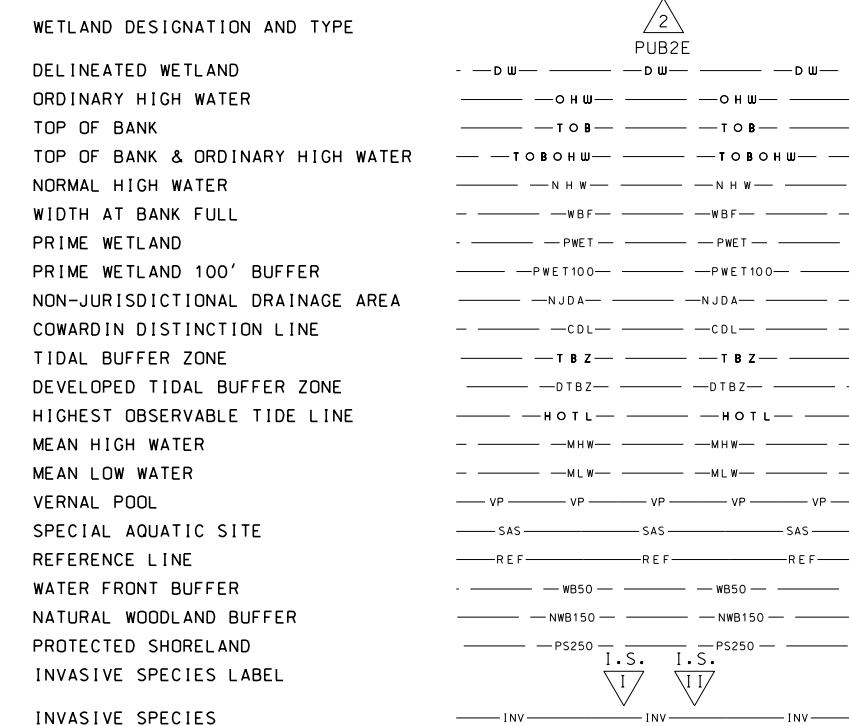 WETLAND DESIGNATION AND TYPE 2
PUB2E
DELINEATED WETLAND DW DW DW
ORDINARY HIGH WATER OHW OHW
TOP OF BANK TOB TOB
TOP OF BANK & ORDINARY HIGH WATER TOBOHW TOBOHW
NORMAL HIGH WATER NHW NHW
WIDTH AT BANK FULL WBF WBF
PRIME WETLAND PWET PWET
PRIME WETLAND 100' BUFFER PWET100 PWET100
NON-JURISDICTIONAL DRAINAGE AREA NJDA NJDA
COWARDIN DISTINCTION LINE CDL CDL
TIDAL BUFFER ZONE TBZ TBZ
DEVELOPED TIDAL BUFFER ZONE DTBZ DTBZ
HIGHEST OBSERVABLE TIDE LINE HOTL HOTL
MEAN HIGH WATER MHW MHW
MEAN LOW WATER MLW MLW
VERNAL POOL VP VP VP VP VP
SPECIAL AQUATIC SITE SAS SAS SAS
REFERENCE LINE REF REF REF
WATER FRONT BUFFER WB50 WB50
NATURAL WOODLAND BUFFER NWB150 NWB150
PROTECTED SHORELAND PS250 PS250
I.S. I.S.
INVASIVE SPECIES LABEL I II
INVASIVE SPECIES INV INV INV